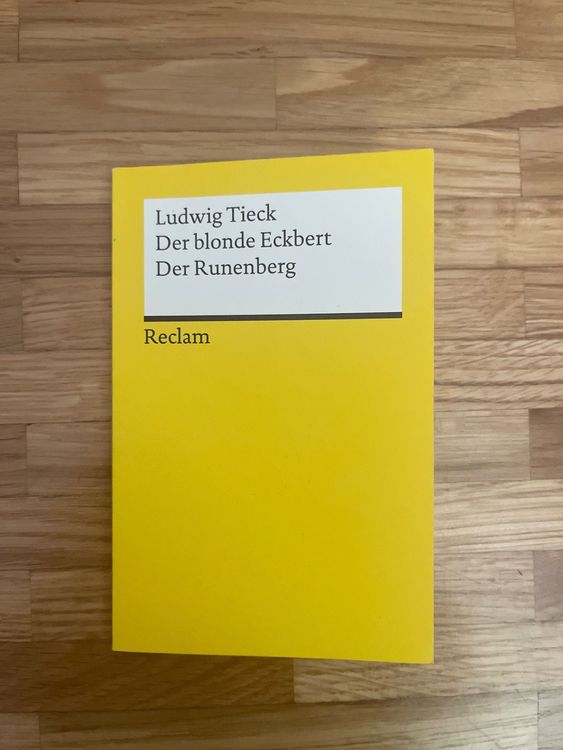 Ludwig Tieck
Der blonde Eckbert
Der Runenberg
Reclam